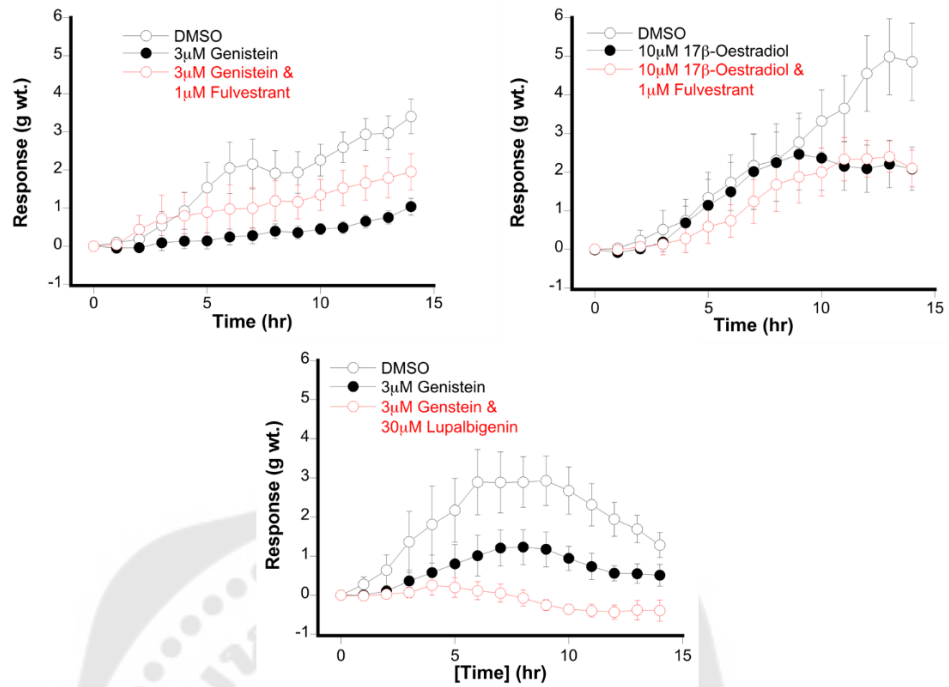 6
5
4
3
2
1
0
-1
Response (g wt.)
DMSO
3μM Genistein
3μM Genistein &
1μM Fulvestrant
0
5
10
15
Time (hr)
6
5
4
3
2
1
0
-1
Response (g wt.)
DMSO
10μM 17β-Oestradiol
10μM 17β-Oestradiol &
1μM Fulvestrant
0
5
10
15
Time (hr)
6
5
4
3
2
1
0
-1
Response (g wt.)
DMSO
3μM Genistein
3μM Genstein &
30μM Lupalbigenin
0
5
10
15
[Time] (hr)